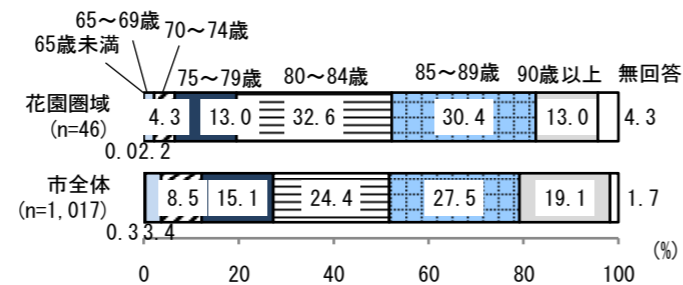 65～69歳
65歳未満
70～74歳
75～79歳 80～84歳 85～89歳 90歳以上 無回答
花園圏域
(n=46)
4.3 13.0 32.6 30.4 13.0 4.3
0.0 2.2
市全体
(n=1,017)
8.5 15.1 24.4 27.5 19.1 1.7
0.3 3.4
(%)
0 20 40 60 80 100